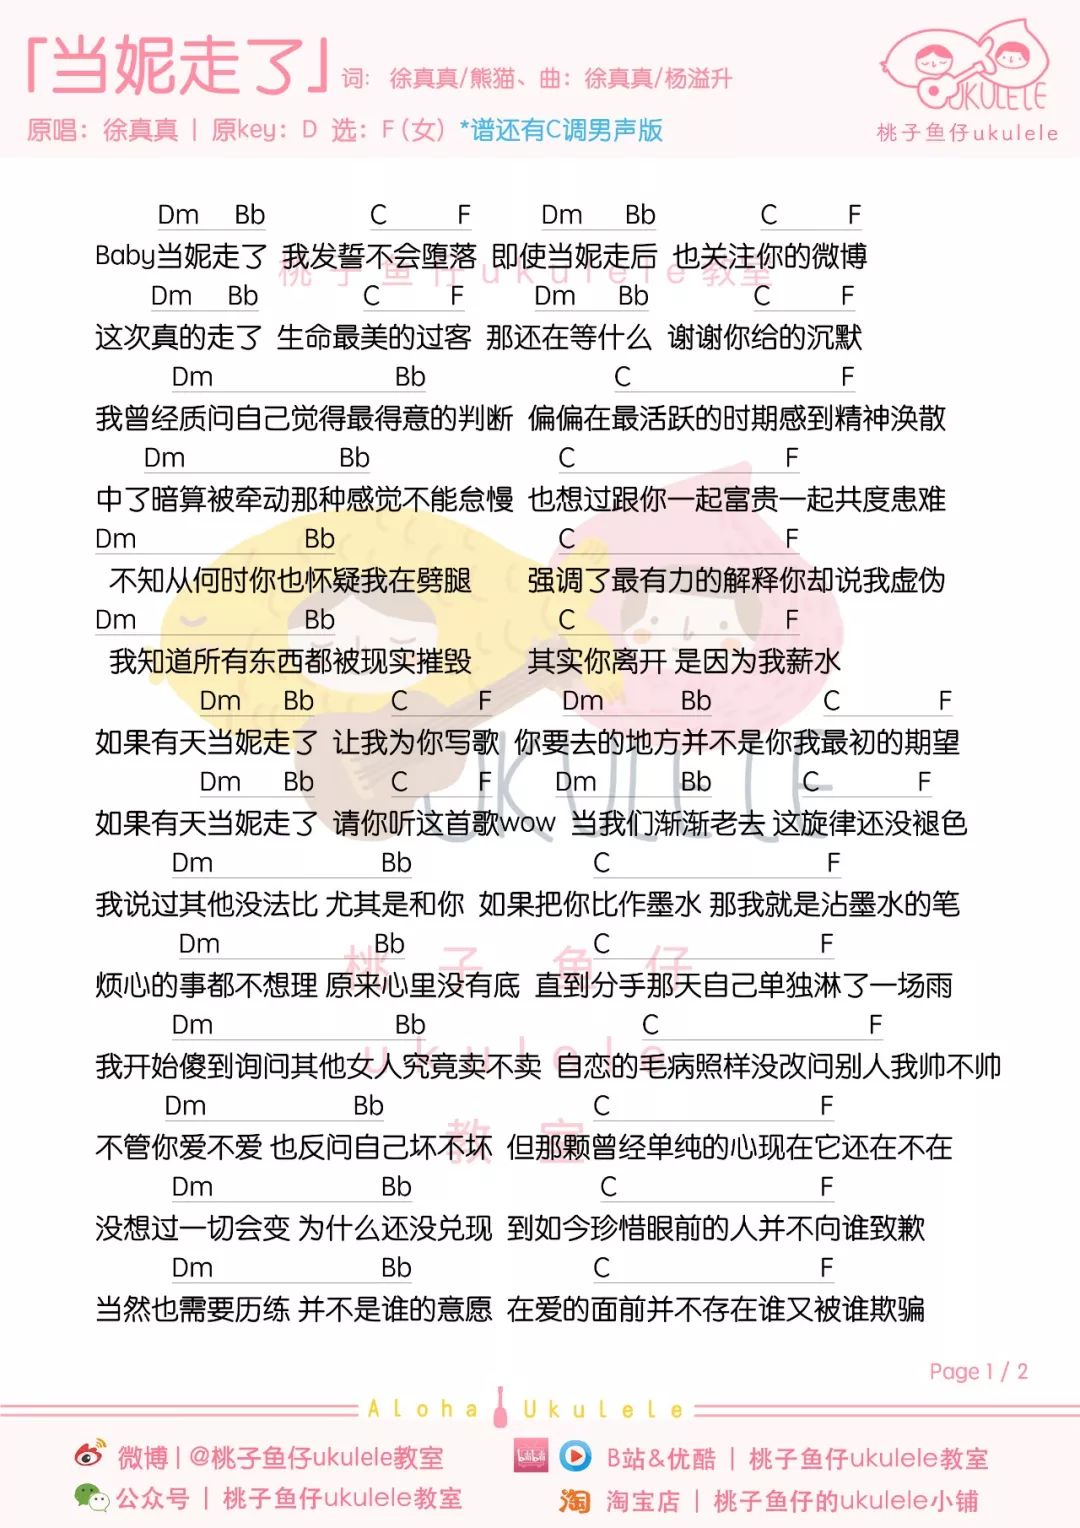 「当妮走了」 词: 徐真真/熊猫、曲: 徐真真/杨溢升
原唱: 徐真真 | 原key: D 选: F(女) *谱还有C调男声版
UKULELE
桃子鱼仔ukulele
Dm Bb C F Dm Bb C F
Baby当妮走了 我发誓不会堕落 即使当妮走后 也关注你的微博
桃子鱼仔ukulele教室
Dm Bb C F Dm Bb C F
这次真的走了 生命最美的过客 那还在等什么 谢谢你给的沉默
Dm Bb C F
我曾经质问自己觉得最得意的判断 偏偏在最活跃的时期感到精神涣散
Dm Bb C F
中了暗算被牵动那种感觉不能怠慢 也想过跟你一起富贵一起共度患难
Dm Bb C F
不知从何时你也怀疑我在劈腿 强调了最有力的解释你却说我虚伪
Dm Bb C F
我知道所有东西都被现实摧毁 其实你离开 是因为我薪水
Dm Bb C F Dm Bb C F
如果有天当妮走了 让我为你写歌 你要去的地方并不是你我最初的期望
UKULELE
Dm Bb C F Dm Bb C F
如果有天当妮走了 请你听这首歌wow 当我们渐渐老去 这旋律还没褪色
Dm Bb C F
我说过其他没法比 尤其是和你 如果把你比作墨水 那我就是沾墨水的笔
Dm Bb C F
桃子鱼仔
烦心的事都不想理 原来心里没有底 直到分手那天自己单独淋了一场雨
Dm Bb C F
ukulele
我开始傻到询问其他女人究竟卖不卖 自恋的毛病照样没改问别人我帅不帅
Dm Bb C F
教室
不管你爱不爱 也反问自己坏不坏 但那颗曾经单纯的心现在它还在不在
Dm Bb C F
没想过一切会变 为什么还没兑现 到如今珍惜眼前的人并不向谁致歉
Dm Bb C F
当然也需要历练 并不是谁的意愿 在爱的面前并不存在谁又被谁欺骗
Page 1 / 2
Aloha Ukulele
微博 | @桃子鱼仔ukulele教室 bilibili B站&优酷 | 桃子鱼仔ukulele教室
公众号 | 桃子鱼仔ukulele教室 淘 淘宝店 | 桃子鱼仔的ukulele小铺